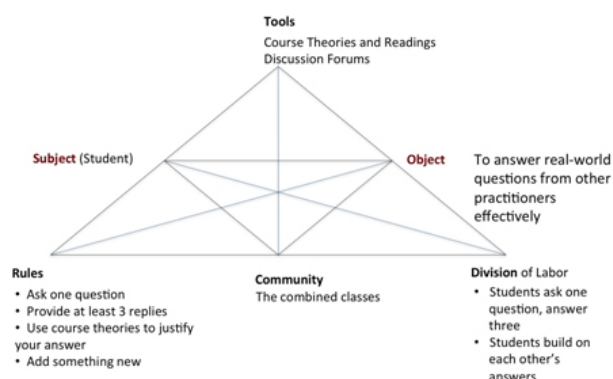 Tools
Course Theories and Readings
Discussion Forums
Subject (Student)
Object
To answer real-world
questions from other
practitioners
effectively
Rules
• Ask one question
• Provide at least 3 replies
• Use course theories to justify
your answer
• Add something new
Community
The combined classes
Division of Labor
• Students ask one
question, answer
three
• Students build on
each other's
answers